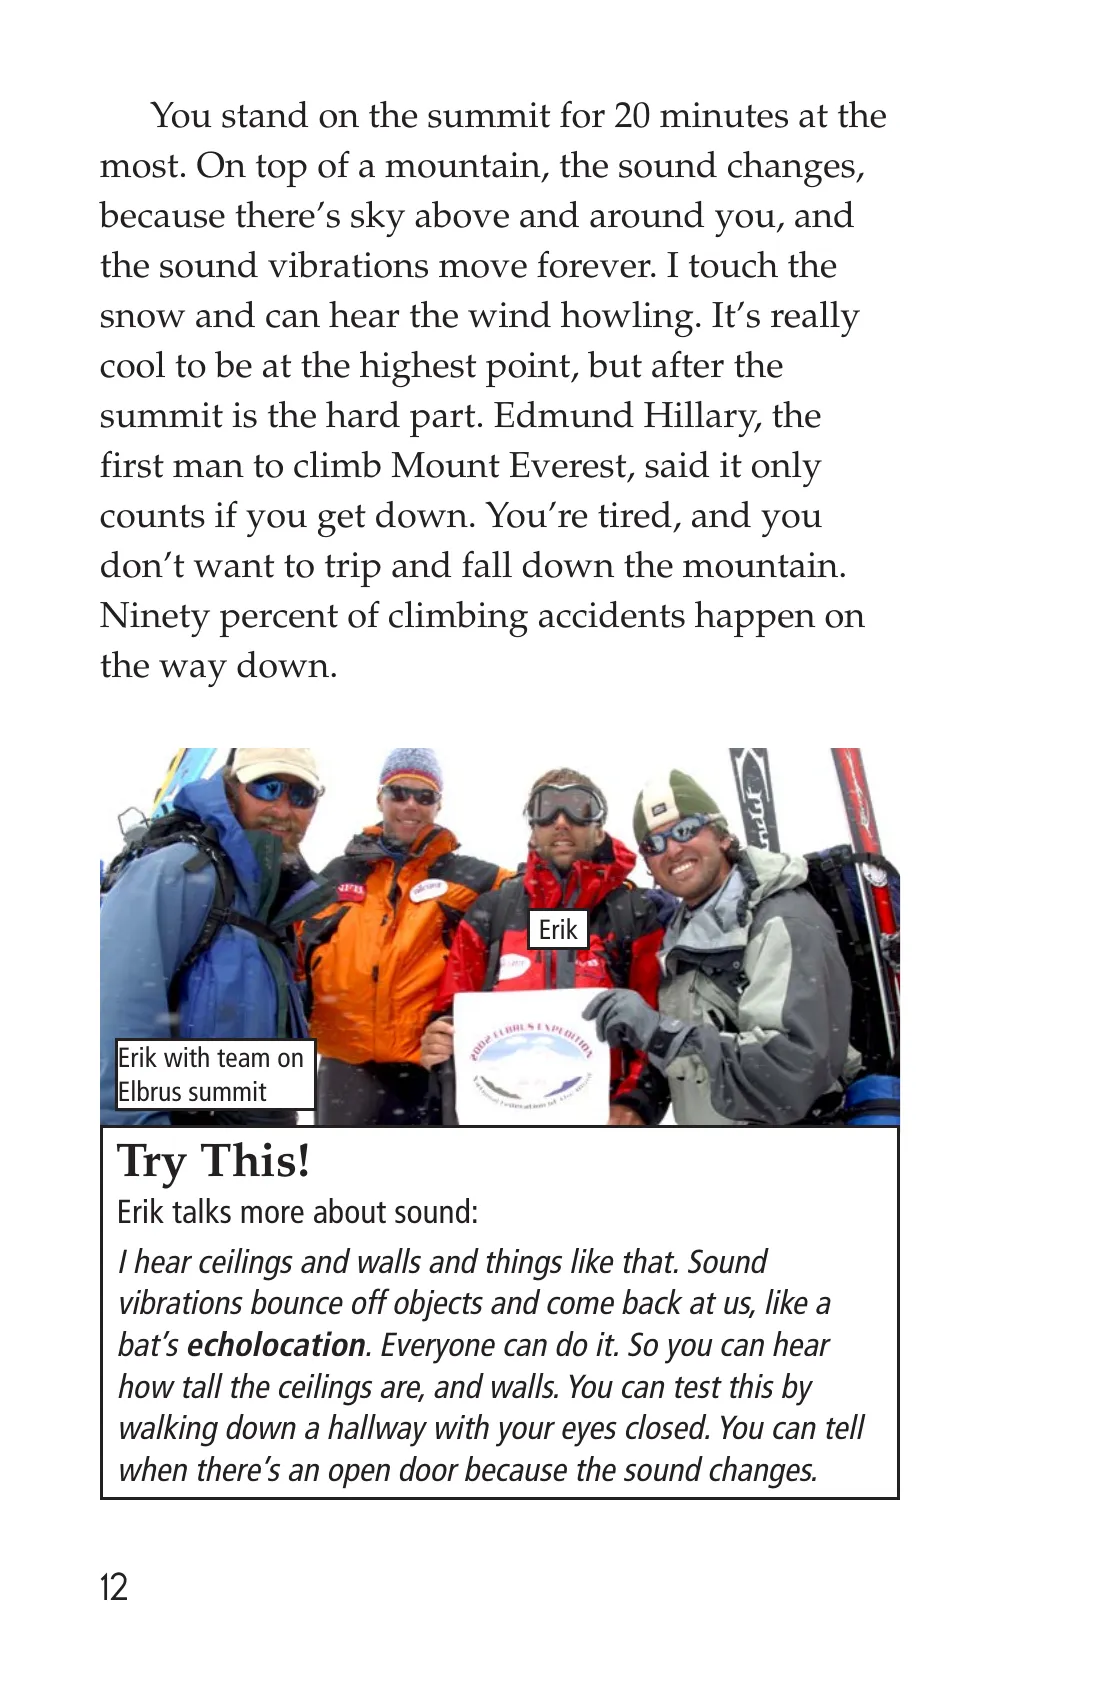 You stand on the summit for 20 minutes at the
most. On top of a mountain, the sound changes,
because there’s sky above and around you, and
the sound vibrations move forever. I touch the
snow and can hear the wind howling. It’s really
cool to be at the highest point, but after the
summit is the hard part. Edmund Hillary, the
first man to climb Mount Everest, said it only
counts if you get down. You’re tired, and you
don’t want to trip and fall down the mountain.
Ninety percent of climbing accidents happen on
the way down.
Erik
2002 ELBRUS EXPEDITION
National Federation of the Blind
Erik with team on
Elbrus summit
Try This!
Erik talks more about sound:
I hear ceilings and walls and things like that. Sound
vibrations bounce off objects and come back at us, like a
bat’s echolocation. Everyone can do it. So you can hear
how tall the ceilings are, and walls. You can test this by
walking down a hallway with your eyes closed. You can tell
when there’s an open door because the sound changes.
12